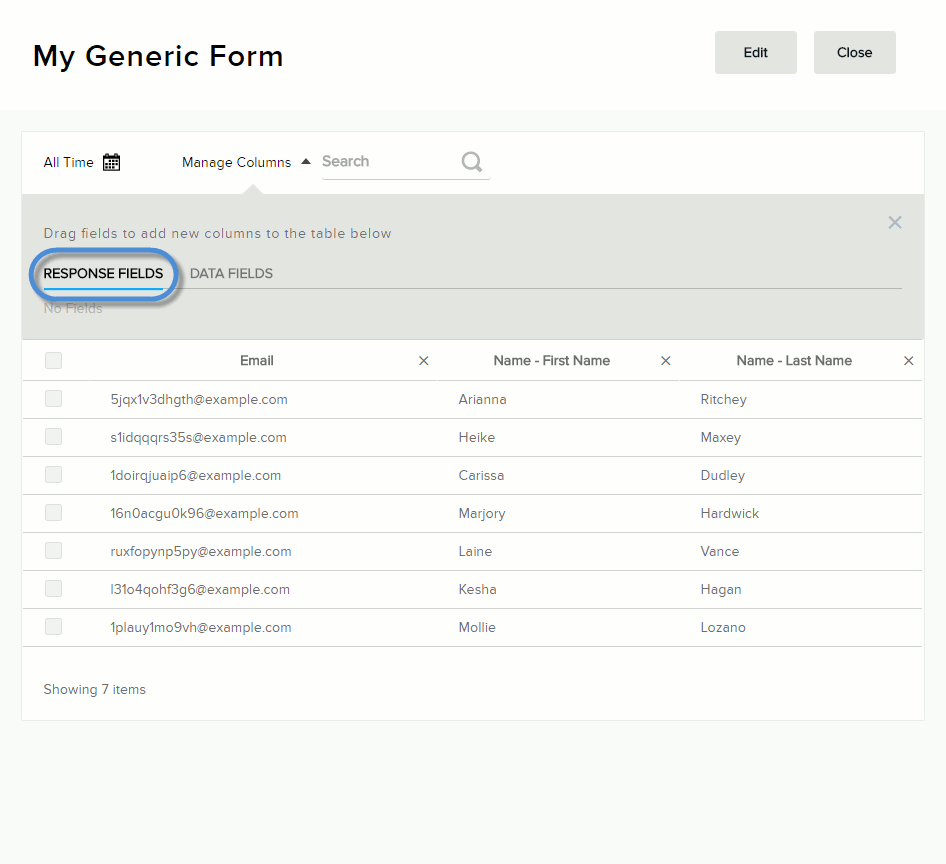 My Generic Form
Edit
Close
All Time
Manage Columns
Search
Drag fields to add new columns to the table below
RESPONSE FIELDS DATA FIELDS
No Fields
Email Name - First Name Name - Last Name
5jqx1v3dhgth@example.com Arianna Ritchey
s1idqqqrs35s@example.com Heike Maxey
1doirqjuaip6@example.com Carissa Dudley
16n0acgu0k96@example.com Marjory Hardwick
ruxfopynp5py@example.com Laine Vance
l31o4qohf3g6@example.com Kesha Hagan
1plauy1mo9vh@example.com Mollie Lozano
Showing 7 items